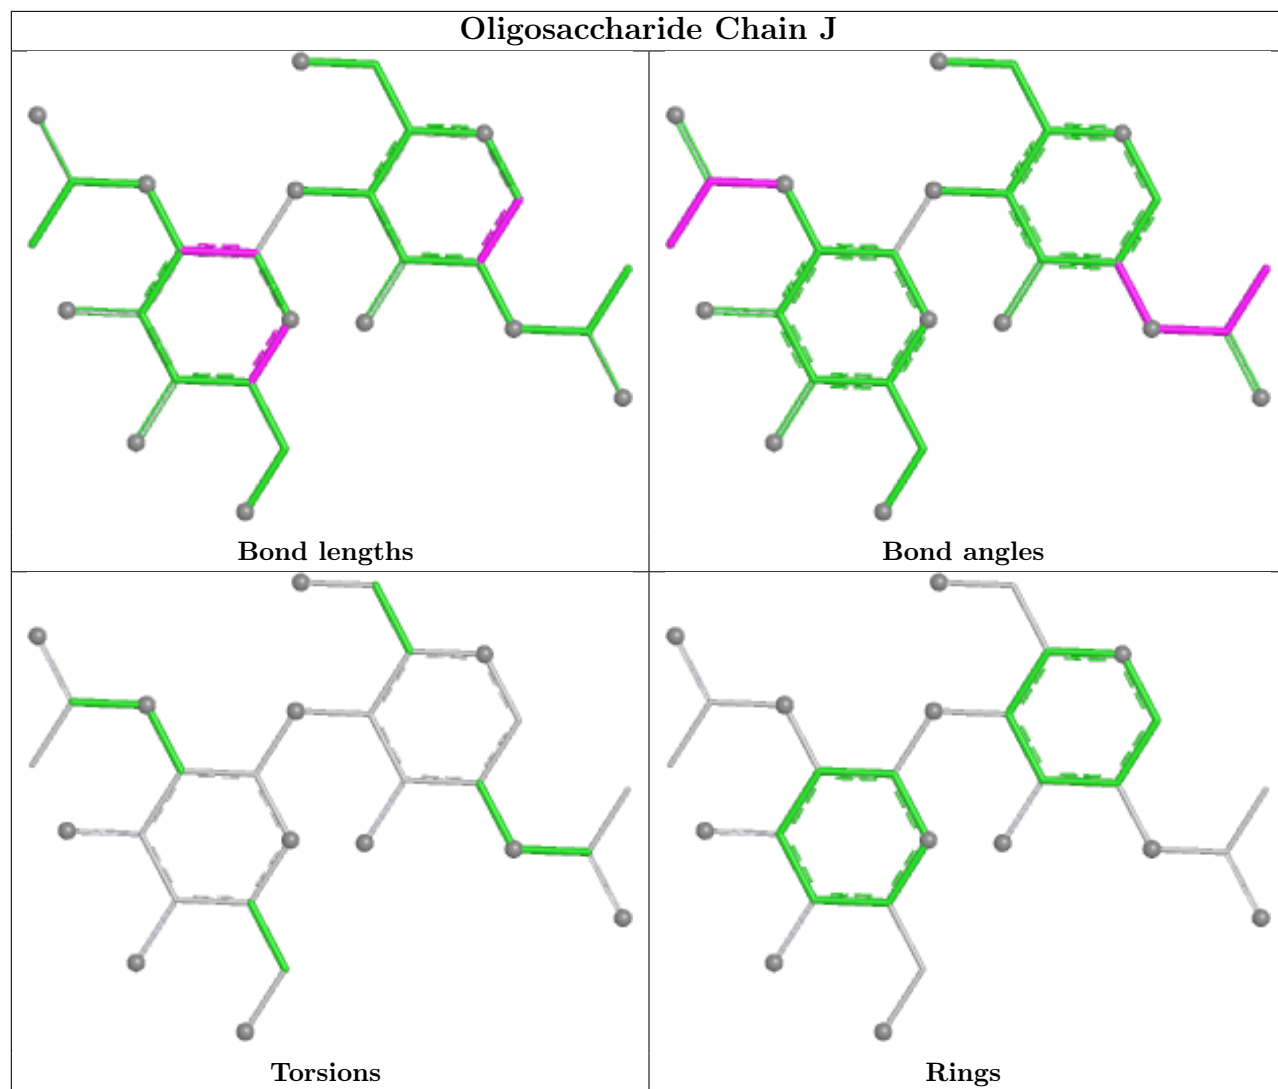 Oligosaccharide Chain J
Bond lengths
Bond angles
Torsions
Rings